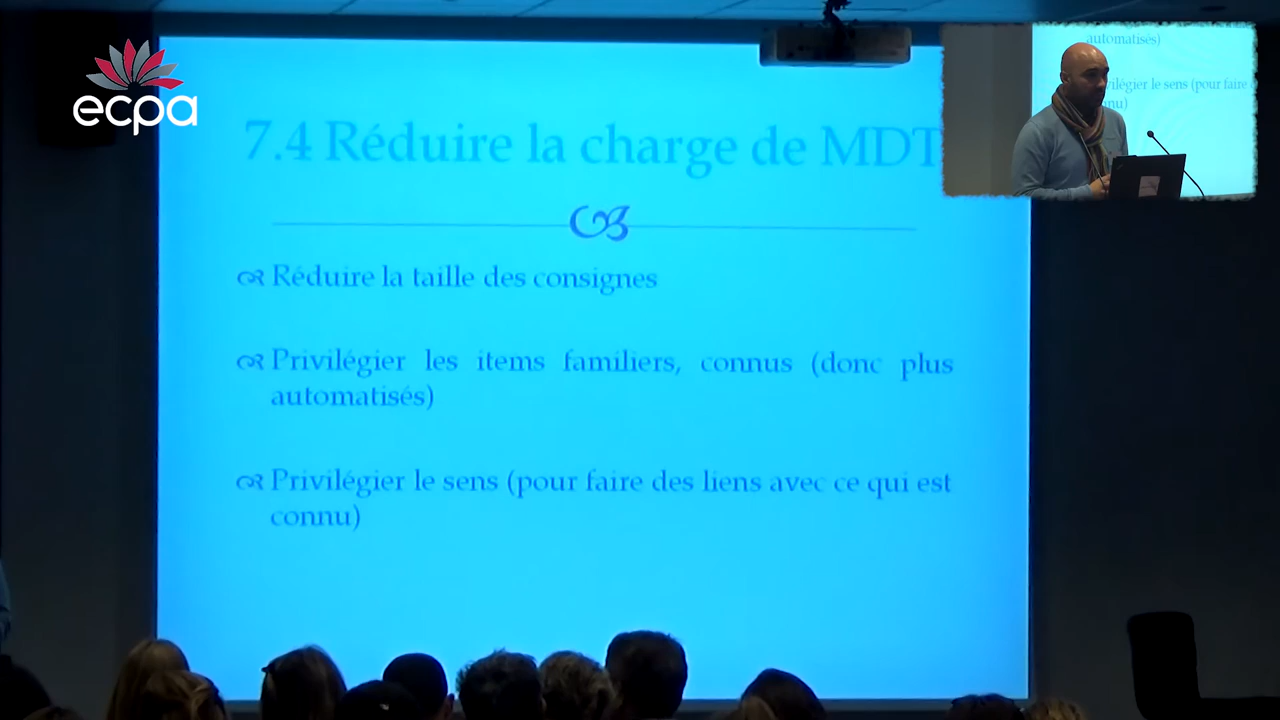 ecpa
7.4 Réduire la charge de MDT
Réduire la taille des consignes
Privilégier les items familiers, connus (donc plus
automatisés)
Privilégier le sens (pour faire des liens avec ce qui est
connu)
automatisés)
vilégier le sens (pour faire
nu)